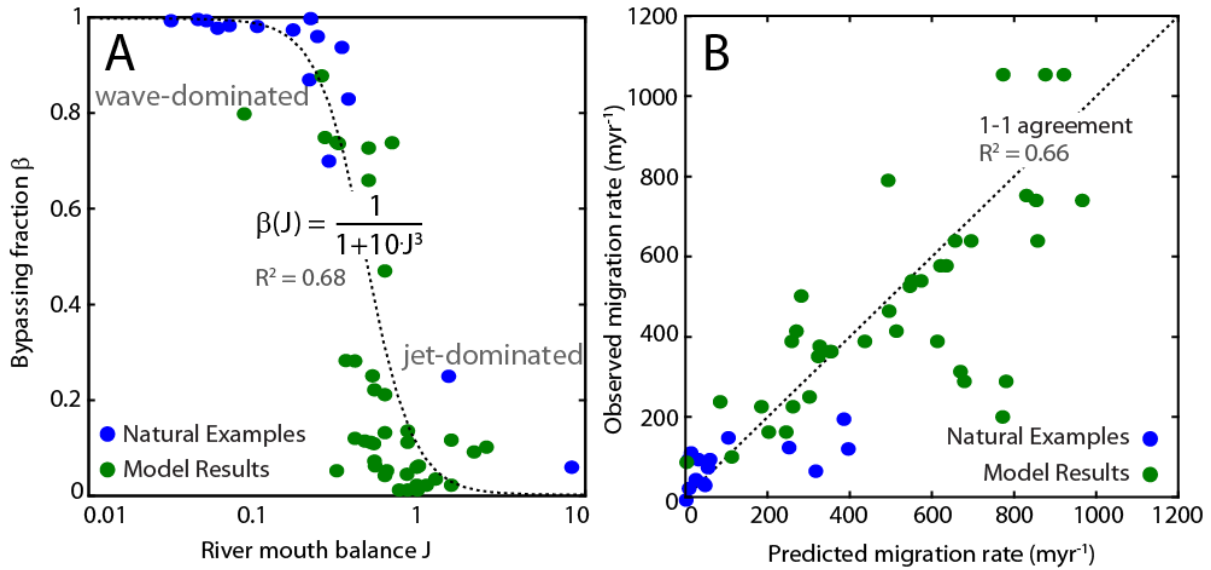 A
1
0.8
0.6
0.4
0.2
0
Bypassing fraction β
wave-dominated
β(J) = 1
1+10·J³
R² = 0.68
jet-dominated
Natural Examples
Model Results
0.01 0.1 1 10
River mouth balance J
B
1200
1000
800
600
400
200
0
Observed migration rate (myr⁻¹)
1-1 agreement
R² = 0.66
Natural Examples
Model Results
0 200 400 600 800 1000 1200
Predicted migration rate (myr⁻¹)